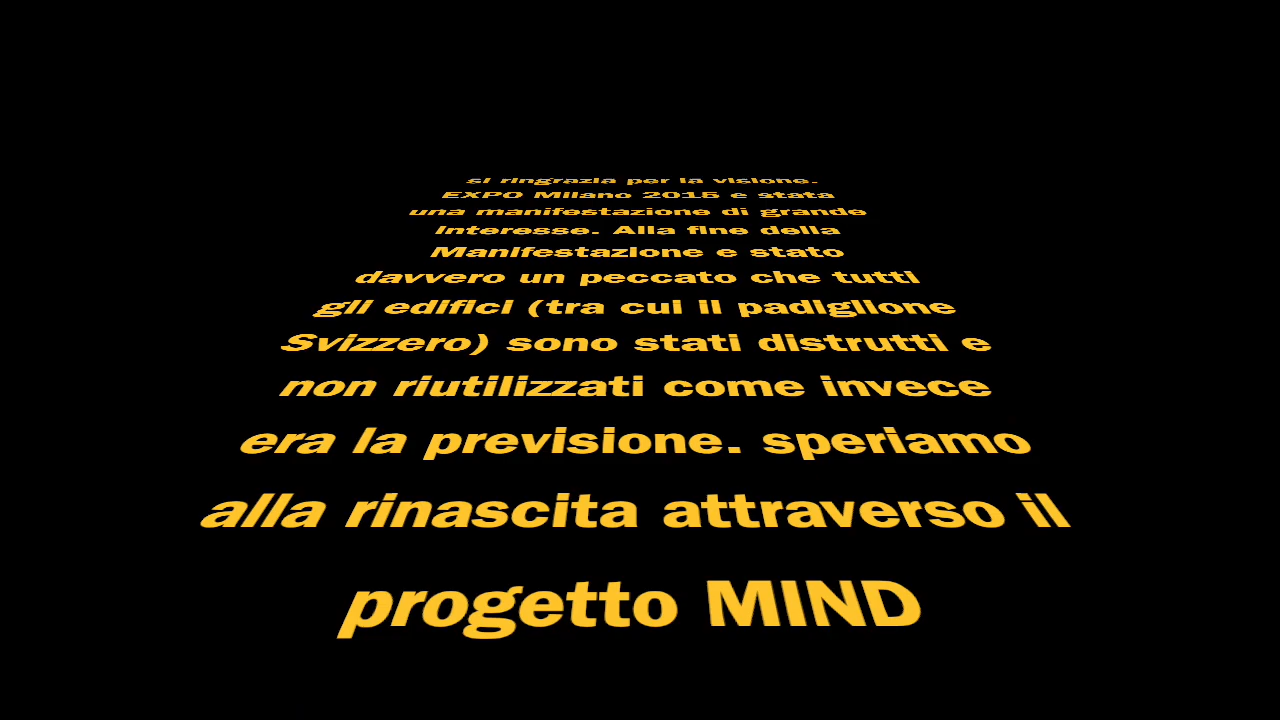 si ringrazia per la visione.
EXPO Milano 2015 e stata
una manifestazione di grande
interesse. Alla fine della
Manifestazione e stato
davvero un peccato che tutti
gli edifici (tra cui il padiglione
Svizzero) sono stati distrutti e
non riutilizzati come invece
era la previsione. speriamo
alla rinascita attraverso il
progetto MIND